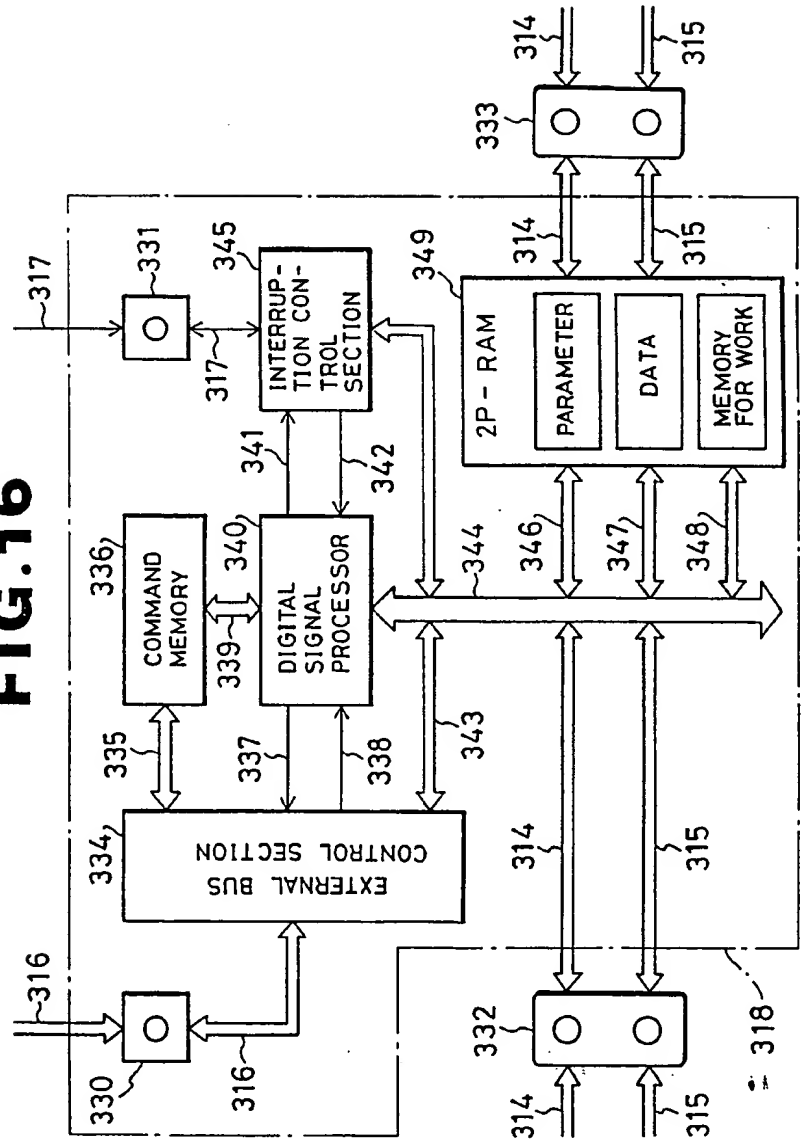 FIG.16
316
330
316
334
EXTERNAL BUS
CONTROL SECTION
335
336
COMMAND
MEMORY
339
337
338
340
DIGITAL
SIGNAL
PROCESSOR
341
342
317
331
317
345
INTERRUP-
TION CON-
TROL
SECTION
343
344
346
347
348
349
2P-RAM
PARAMETER
DATA
MEMORY
FOR WORK
314
315
333
314
315
314
315
332
314
315
318